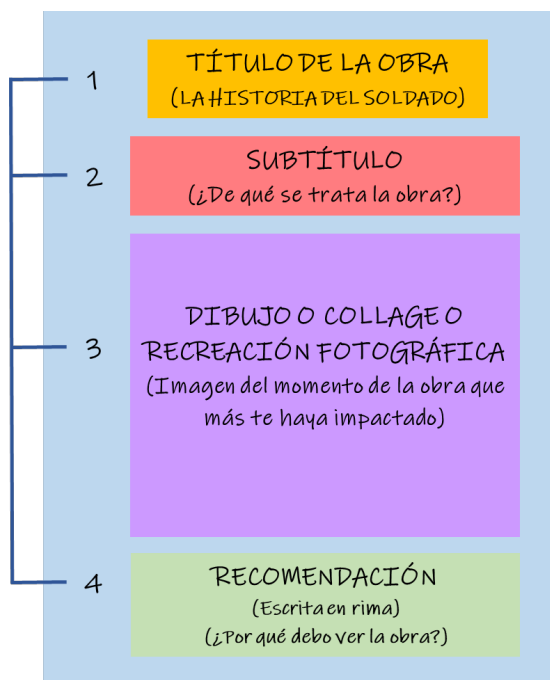 1
TÍTULO DE LA OBRA
(LA HISTORIA DEL SOLDADO)
2
SUBTÍTULO
(¿De qué se trata la obra?)
3
DIBUJO O COLLAGE O
RECREACIÓN FOTOGRÁFICA
(Imagen del momento de la obra que
más te haya impactado)
4
RECOMENDACIÓN
(Escrita en rima)
(¿Por qué debo ver la obra?)